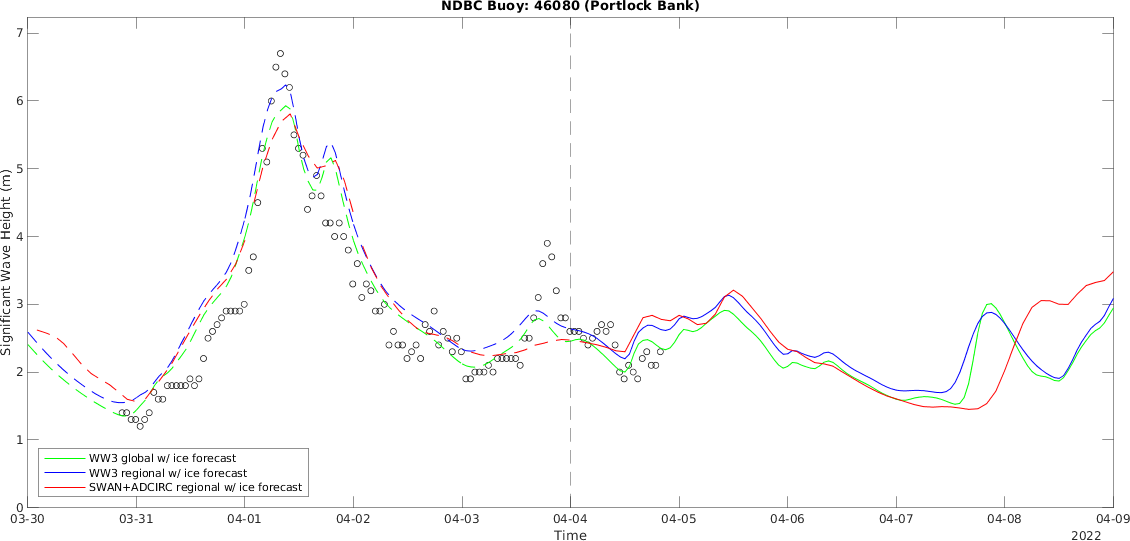 NDBC Buoy: 46080 (Portlock Bank)
Significant Wave Height (m)
7
6
5
4
3
2
1
0
WW3 global w/ ice forecast
WW3 regional w/ ice forecast
SWAN+ADCIRC regional w/ ice forecast
03-30 03-31 04-01 04-02 04-03 04-04 04-05 04-06 04-07 04-08 04-09
Time
2022